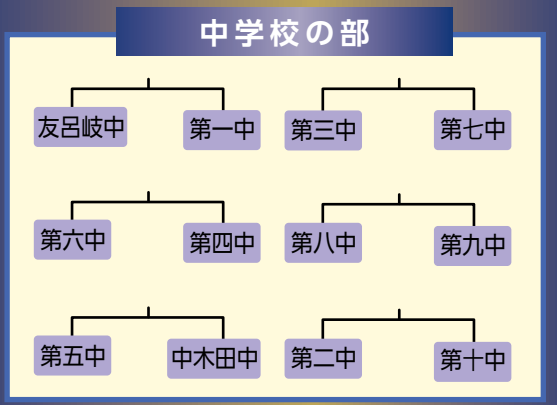 中学校の部
友呂岐中 第一中 第三中 第七中
第六中 第四中 第八中 第九中
第五中 中木田中 第二中 第十中